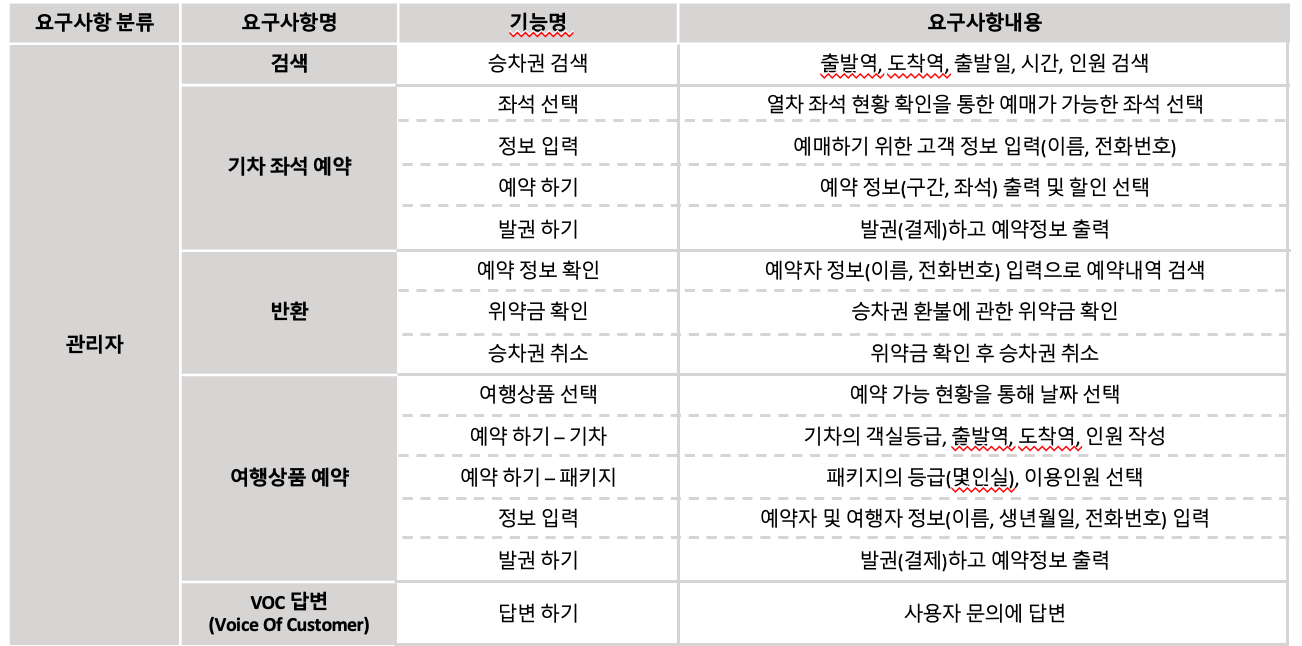 요구사항 분류 요구사항명 기능명 요구사항내용
관리자
검색 승차권 검색 출발역, 도착역, 출발일, 시간, 인원 검색
기차 좌석 예약
좌석 선택 열차 좌석 현황 확인을 통한 예매가 가능한 좌석 선택
정보 입력 예매하기 위한 고객 정보 입력(이름, 전화번호)
예약 하기 예약 정보(구간, 좌석) 출력 및 할인 선택
발권 하기 발권(결제)하고 예약정보 출력
반환
예약 정보 확인 예약자 정보(이름, 전화번호) 입력으로 예약내역 검색
위약금 확인 승차권 환불에 관한 위약금 확인
승차권 취소 위약금 확인 후 승차권 취소
여행상품 예약
여행상품 선택 예약 가능 현황을 통해 날짜 선택
예약 하기 – 기차 기차의 객실등급, 출발역, 도착역, 인원 작성
예약 하기 – 패키지 패키지의 등급(몇인실), 이용인원 선택
정보 입력 예약자 및 여행자 정보(이름, 생년월일, 전화번호) 입력
발권 하기 발권(결제)하고 예약정보 출력
VOC 답변
(Voice Of Customer)
답변 하기 사용자 문의에 답변